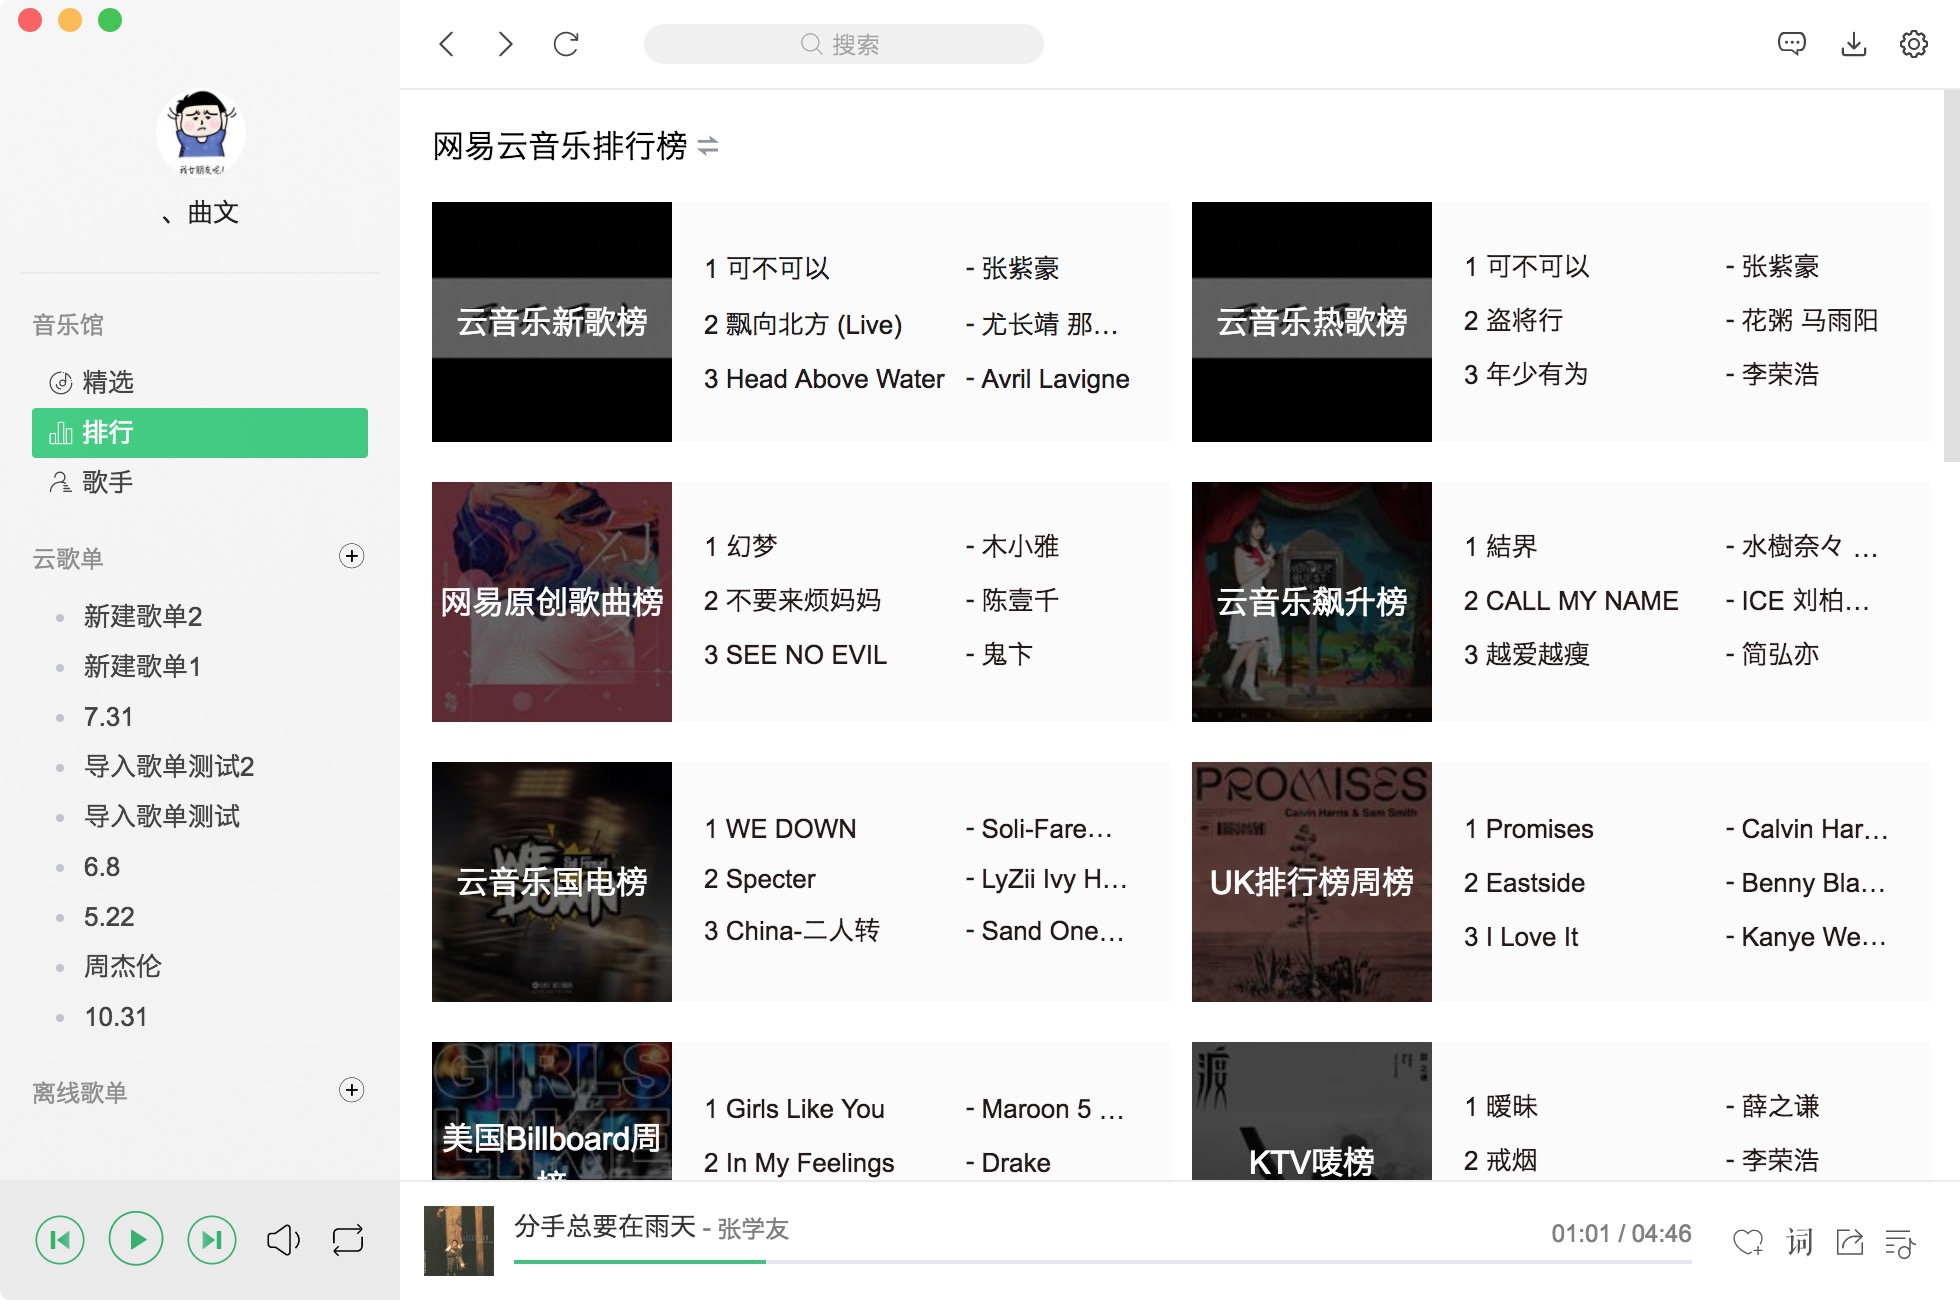 搜索
我女朋友呢!
、曲文
音乐馆
精选
排行
歌手
云歌单
新建歌单2
新建歌单1
7.31
导入歌单测试2
导入歌单测试
6.8
5.22
周杰伦
10.31
离线歌单
网易云音乐排行榜
云音乐新歌榜
1 可不可以 - 张紫豪
2 飘向北方 (Live) - 尤长靖 那…
3 Head Above Water - Avril Lavigne
云音乐热歌榜
1 可不可以 - 张紫豪
2 盗将行 - 花粥 马雨阳
3 年少有为 - 李荣浩
网易原创歌曲榜
1 幻梦 - 木小雅
2 不要来烦妈妈 - 陈壹千
3 SEE NO EVIL - 鬼卞
云音乐飙升榜
1 結界 - 水樹奈々 …
2 CALL MY NAME - ICE 刘柏…
3 越爱越瘦 - 简弘亦
WE DOWN
云音乐国电榜
1 WE DOWN - Soli-Fare…
2 Specter - LyZii Ivy H…
3 China-二人转 - Sand One…
PROMISES
Calvin Harris & Sam Smith
UK排行榜周榜
1 Promises - Calvin Har…
2 Eastside - Benny Bla…
3 I Love It - Kanye We…
GIRLS
LIKE
美国Billboard周
榜
1 Girls Like You - Maroon 5 …
2 In My Feelings - Drake
渡
KTV唛榜
1 暧昧 - 薛之谦
2 戒烟 - 李荣浩
分手总要在雨天 - 张学友
01:01 / 04:46
词